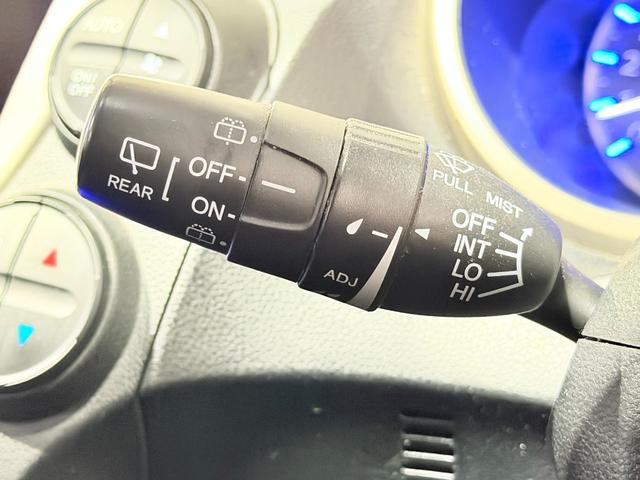 AUTO
ON/
OFF
REAR
OFF
ON
ADJ
PULL MIST
OFF
INT
LO
HI